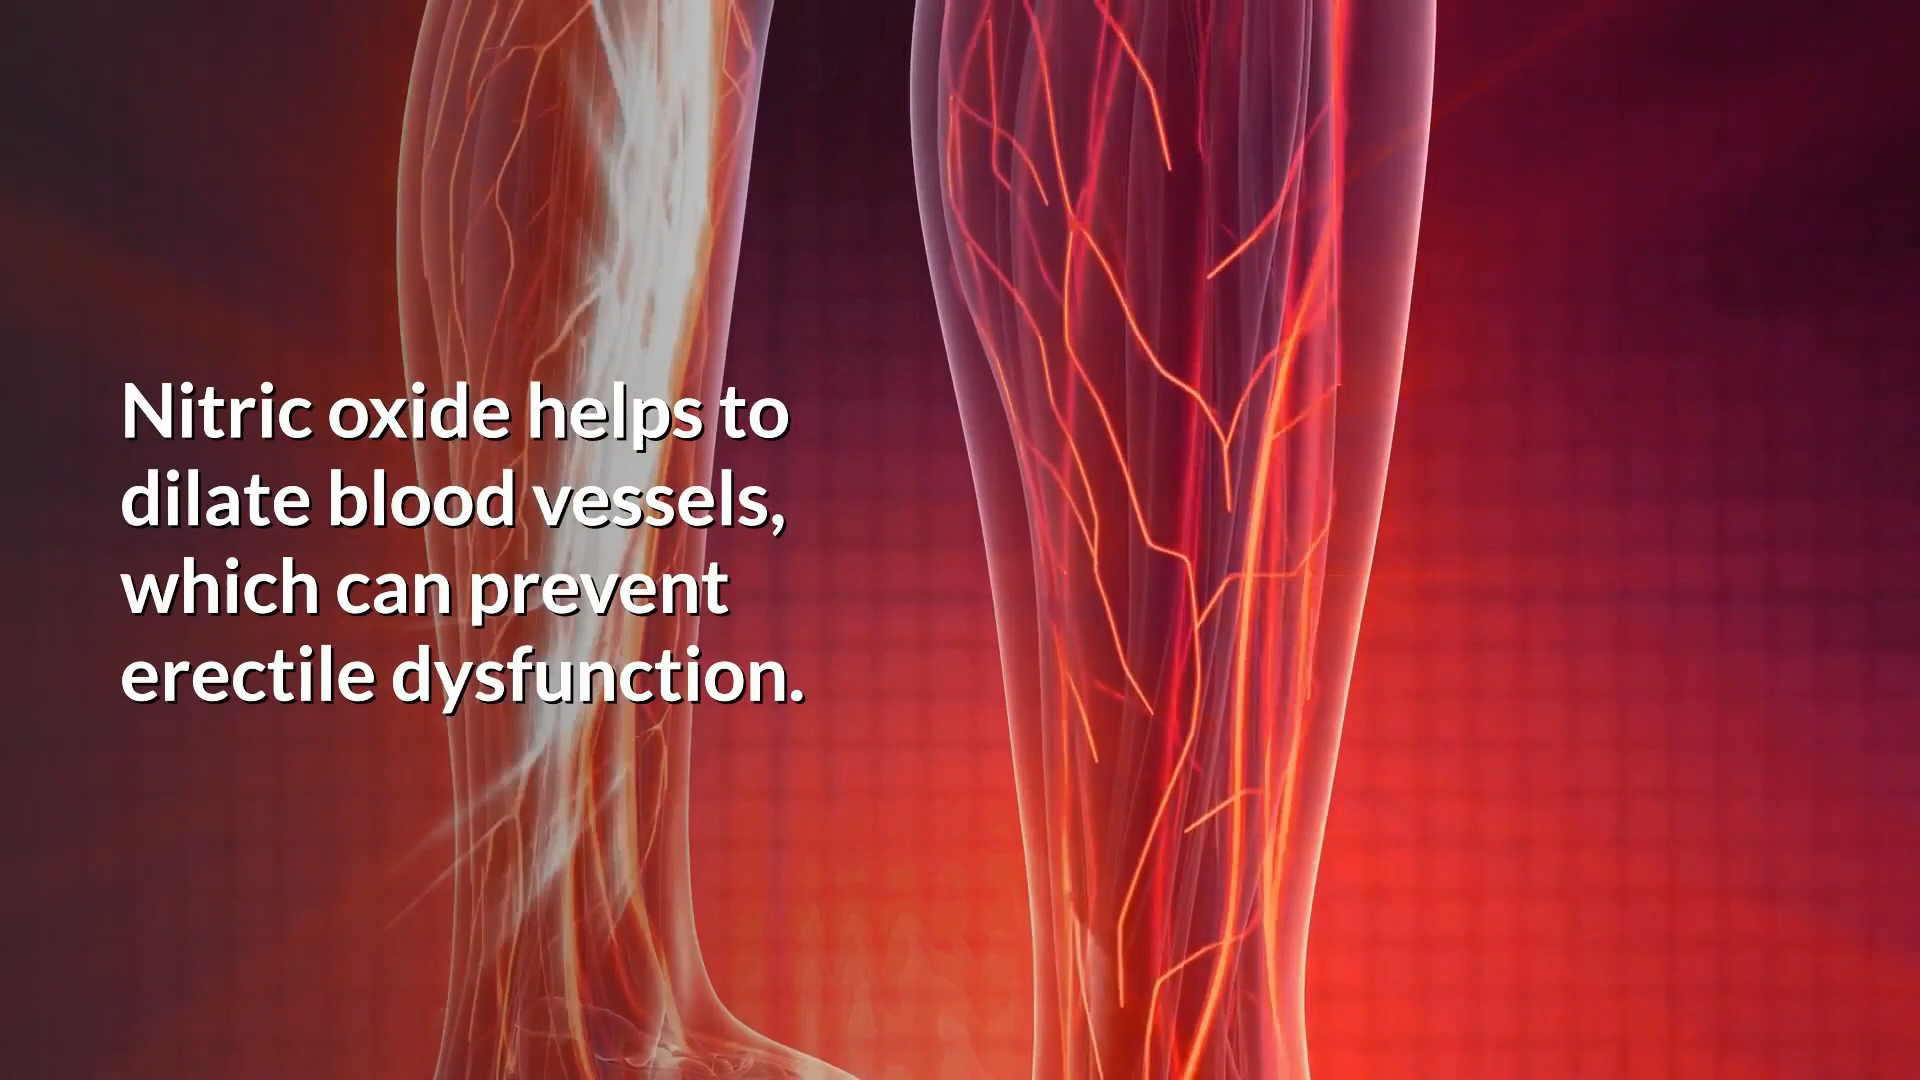 Nitric oxide helps to
dilate blood vessels,
which can prevent
erectile dysfunction.